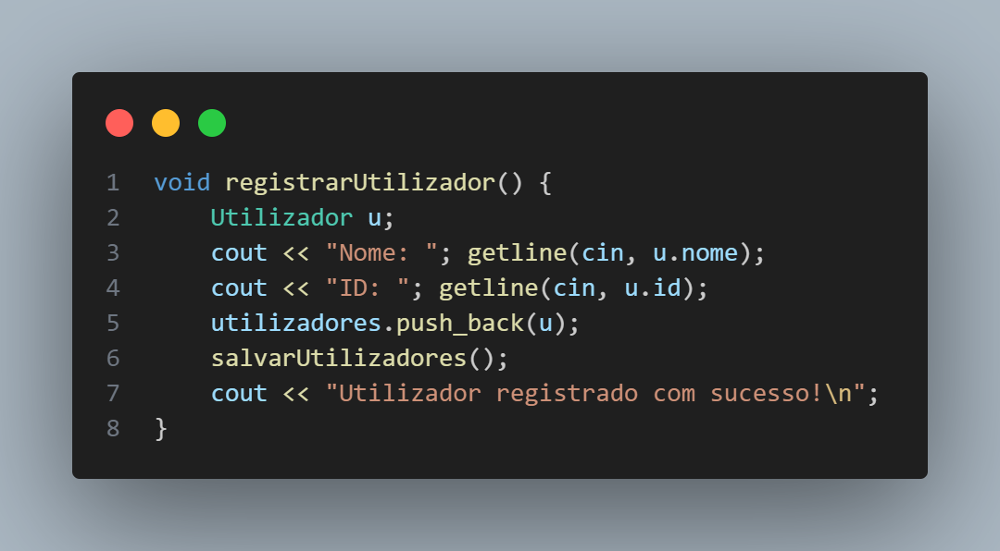 1 void registrarUtilizador() {
2     Utilizador u;
3     cout << "Nome: "; getline(cin, u.nome);
4     cout << "ID: "; getline(cin, u.id);
5     utilizadores.push_back(u);
6     salvarUtilizadores();
7     cout << "Utilizador registrado com sucesso!\n";
8 }